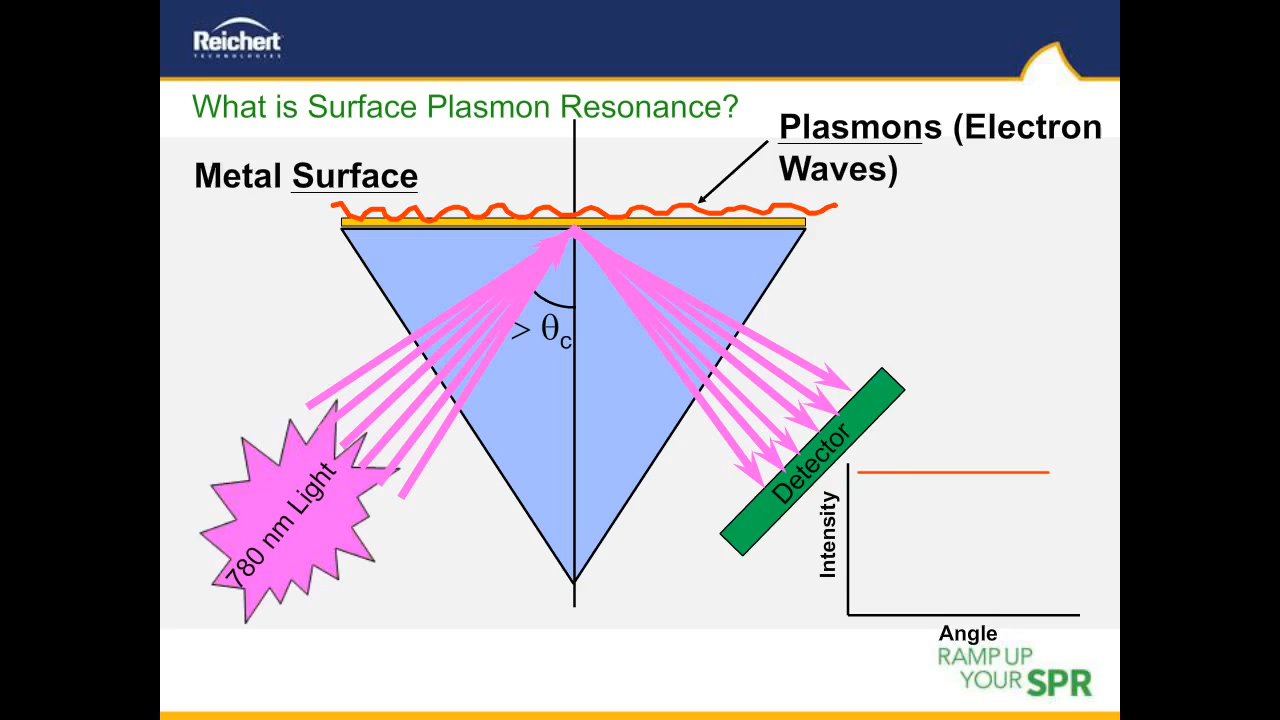 Reichert
TECHNOLOGIES
What is Surface Plasmon Resonance?
Plasmons (Electron
Waves)
Metal Surface
> θc
780 nm Light
Detector
Intensity
Angle
RAMP UP
YOUR SPR